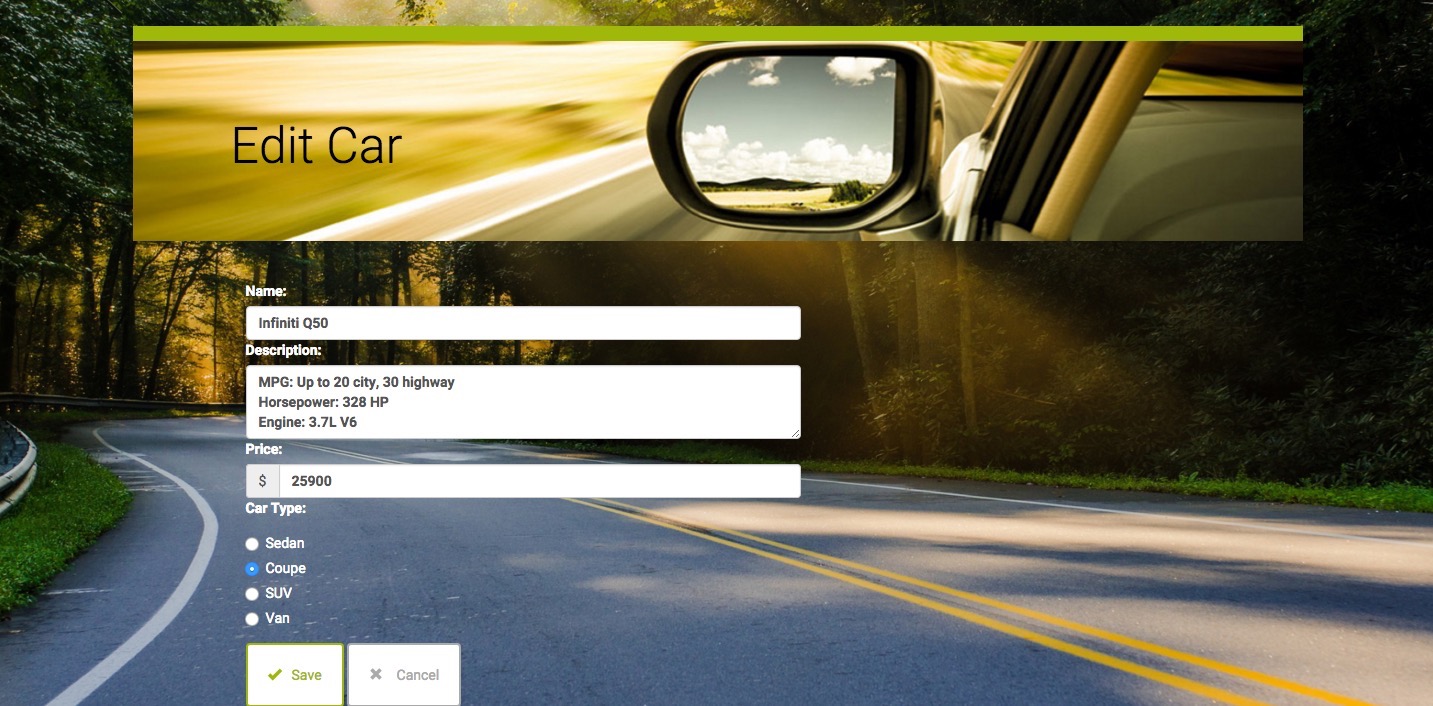 Edit Car
Name:
Infiniti Q50
Description:
MPG: Up to 20 city, 30 highway
Horsepower: 328 HP
Engine: 3.7L V6
Price:
$ 25900
Car Type:
Sedan
Coupe
SUV
Van
Save Cancel